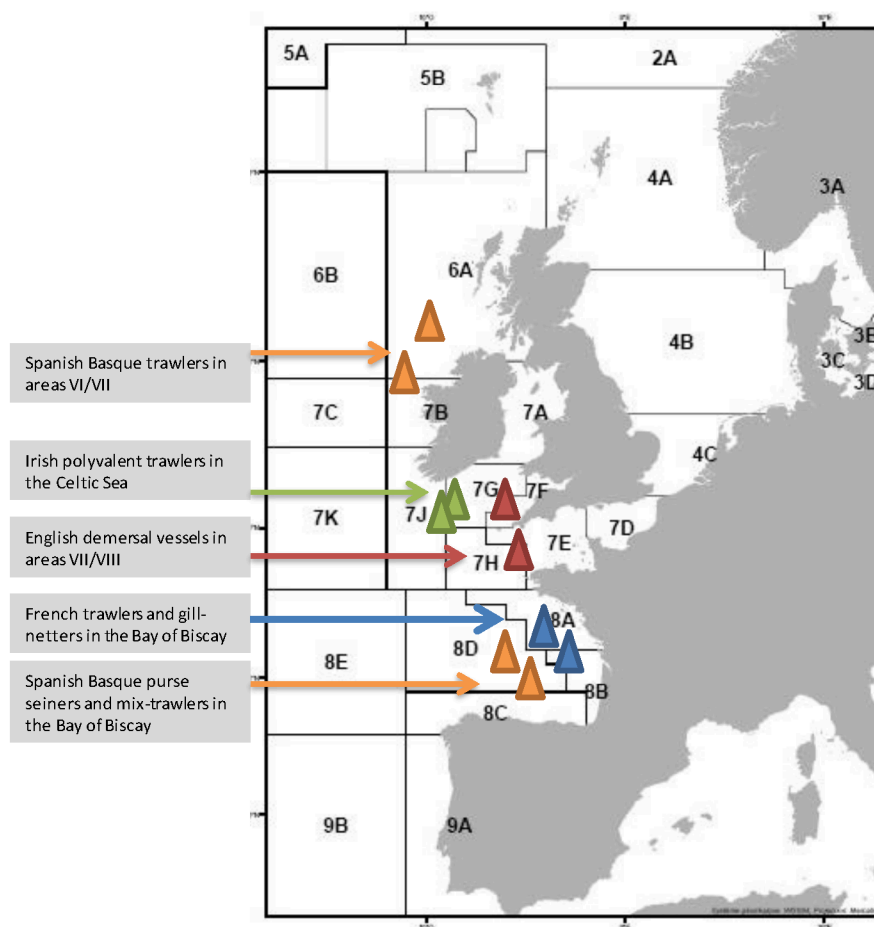 5A
2A
5B
4A
3A
6A
6B
4B
3E
3C
3D
Spanish Basque trawlers in
areas VI/VII
7C
7B
7A
4C
Irish polyvalent trawlers in
the Celtic Sea
7G
7F
7J
7K
7D
7E
English demersal vessels in
areas VII/VIII
7H
French trawlers and gill-
netters in the Bay of Biscay
8A
8D
8E
Spanish Basque purse
seiners and mix-trawlers in
the Bay of Biscay
8B
8C
9B
9A